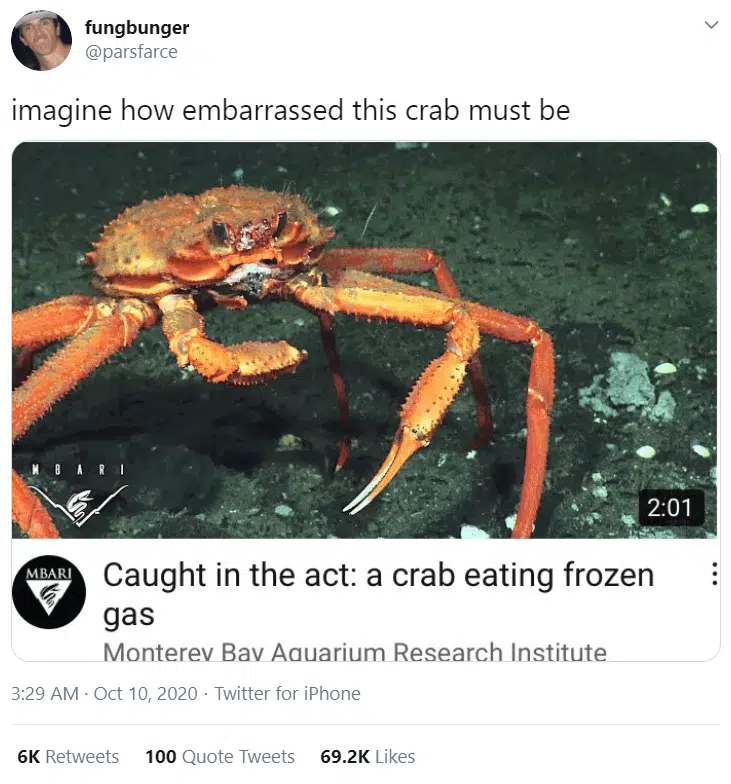 fungbunger
@parsfarce
imagine how embarrassed this crab must be
MBARI
2:01
MBARI
Caught in the act: a crab eating frozen
gas
Monterey Bay Aquarium Research Institute
3:29 AM · Oct 10, 2020 · Twitter for iPhone
6K Retweets 100 Quote Tweets 69.2K Likes